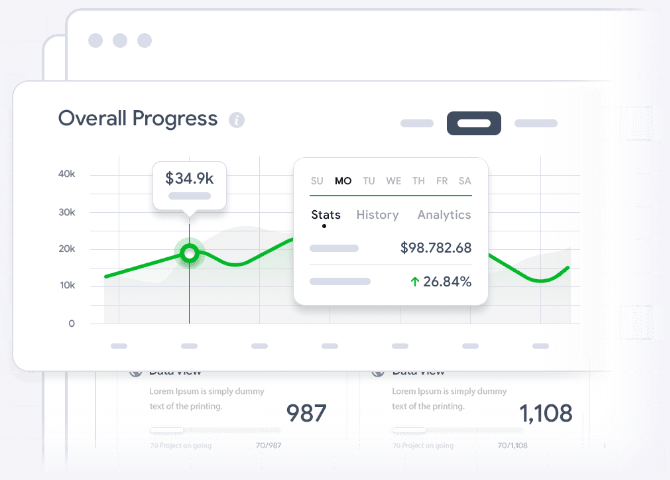 Overall Progress
40k
30k
20k
10k
0
$34.9k
SU MO TU WE TH FR SA
Stats History Analytics
$98.782.68
26.84%
Data View
Lorem Ipsum is simply dummy
text of the printing.
987
70 Project on going 70/987
Data View
Lorem Ipsum is simply dummy
text of the printing.
1,108
70 Project on going 70/1,108